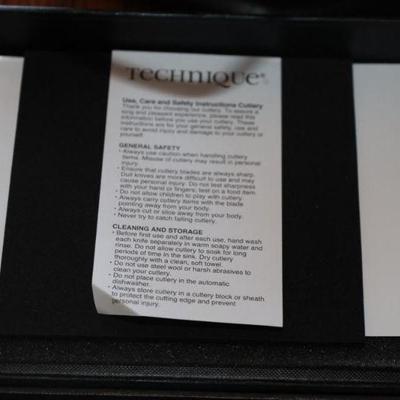 TECHNIQUE®
Use, Care and Safety Instructions Cutlery
Thank you for choosing our cutlery. To assure a
long and pleasant experience, please read this
information before you use your cutlery. These
instructions are for your general safety, use and
care to avoid injury and damage to your cutlery or
yourself.
GENERAL SAFETY
• Always use caution when handling cutlery
items. Misuse of cutlery may result in personal
injury.
• Ensure that cutlery blades are always sharp.
Dull knives are more difficult to use and may
cause personal injury. Do not test sharpness
with your hand or fingers; test on a food item.
• Do not allow children to play with cutlery.
• Always carry cutlery items with the blade
pointing away from your body.
• Always cut or slice away from your body.
• Never try to catch falling cutlery.
CLEANING AND STORAGE
• Before first use and after each use, hand wash
each knife separately in warm soapy water and
rinse. Do not allow cutlery to soak for long
periods of time in the sink. Dry cutlery
thoroughly with a clean, soft towel.
• Do not use steel wool or harsh abrasives to
clean your cutlery.
• Do not place cutlery in the automatic
dishwasher.
• Always store cutlery in a cutlery block or sheath
to protect the cutting edge and prevent
personal injury.